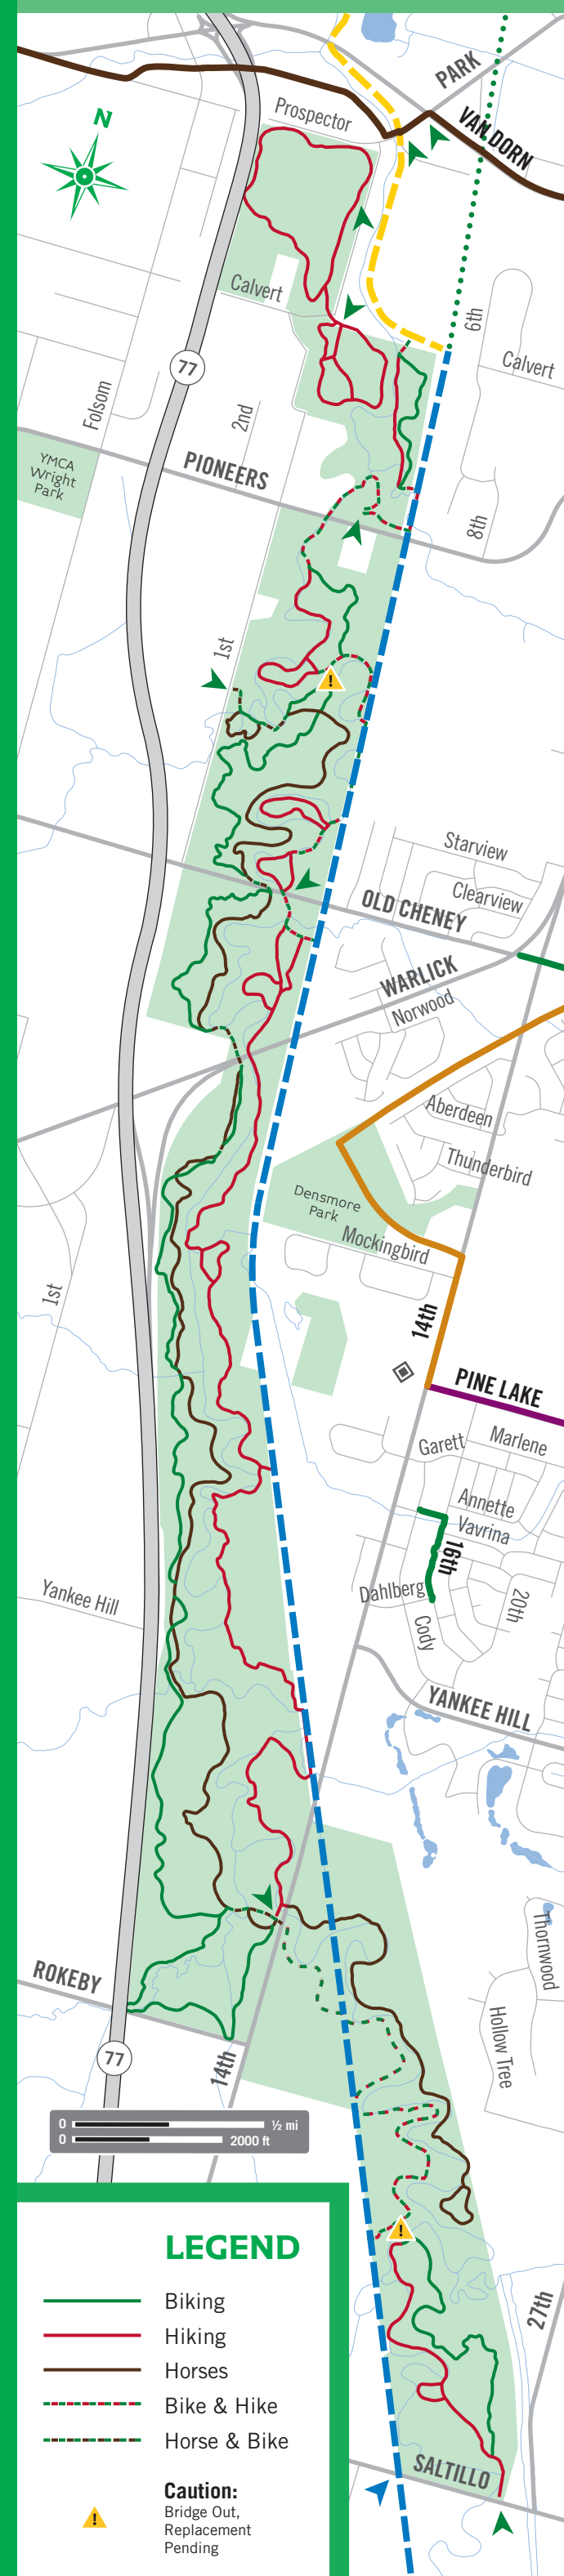 PARK
VAN DORN
N
Prospector
Calvert
6th
Calvert
77
Folsom
2nd
PIONEERS
YMCA
Wright
Park
8th
1st
!
Starview
Clearview
OLD CHENEY
WARLICK
Norwood
Aberdeen
Thunderbird
Densmore
Park
Mockingbird
1st
14th
PINE LAKE
Garett
Marlene
Annette
Vavrina
16th
Yankee Hill
Dahlberg
Cody
20th
YANKEE HILL
Thornwood
ROKEBY
Hollow Tree
77
14th
0 ½ mi
0 2000 ft
!
27th
SALTILLO
LEGEND
Biking
Hiking
Horses
Bike & Hike
Horse & Bike
!
Caution:
Bridge Out,
Replacement
Pending